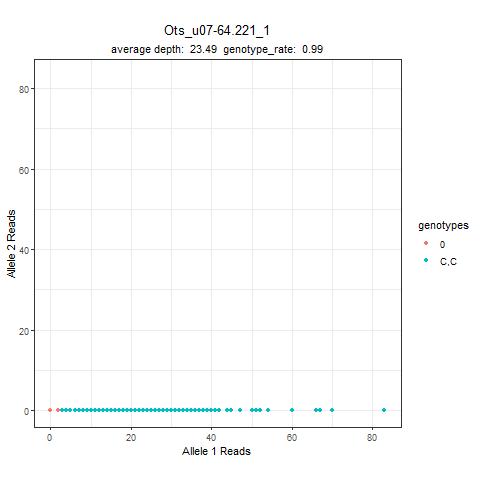 Ots_u07-64.221_1
average depth: 23.49 genotype_rate: 0.99
80
60
40
20
0
Allele 2 Reads
0 20 40 60 80
Allele 1 Reads
genotypes
0
C,C